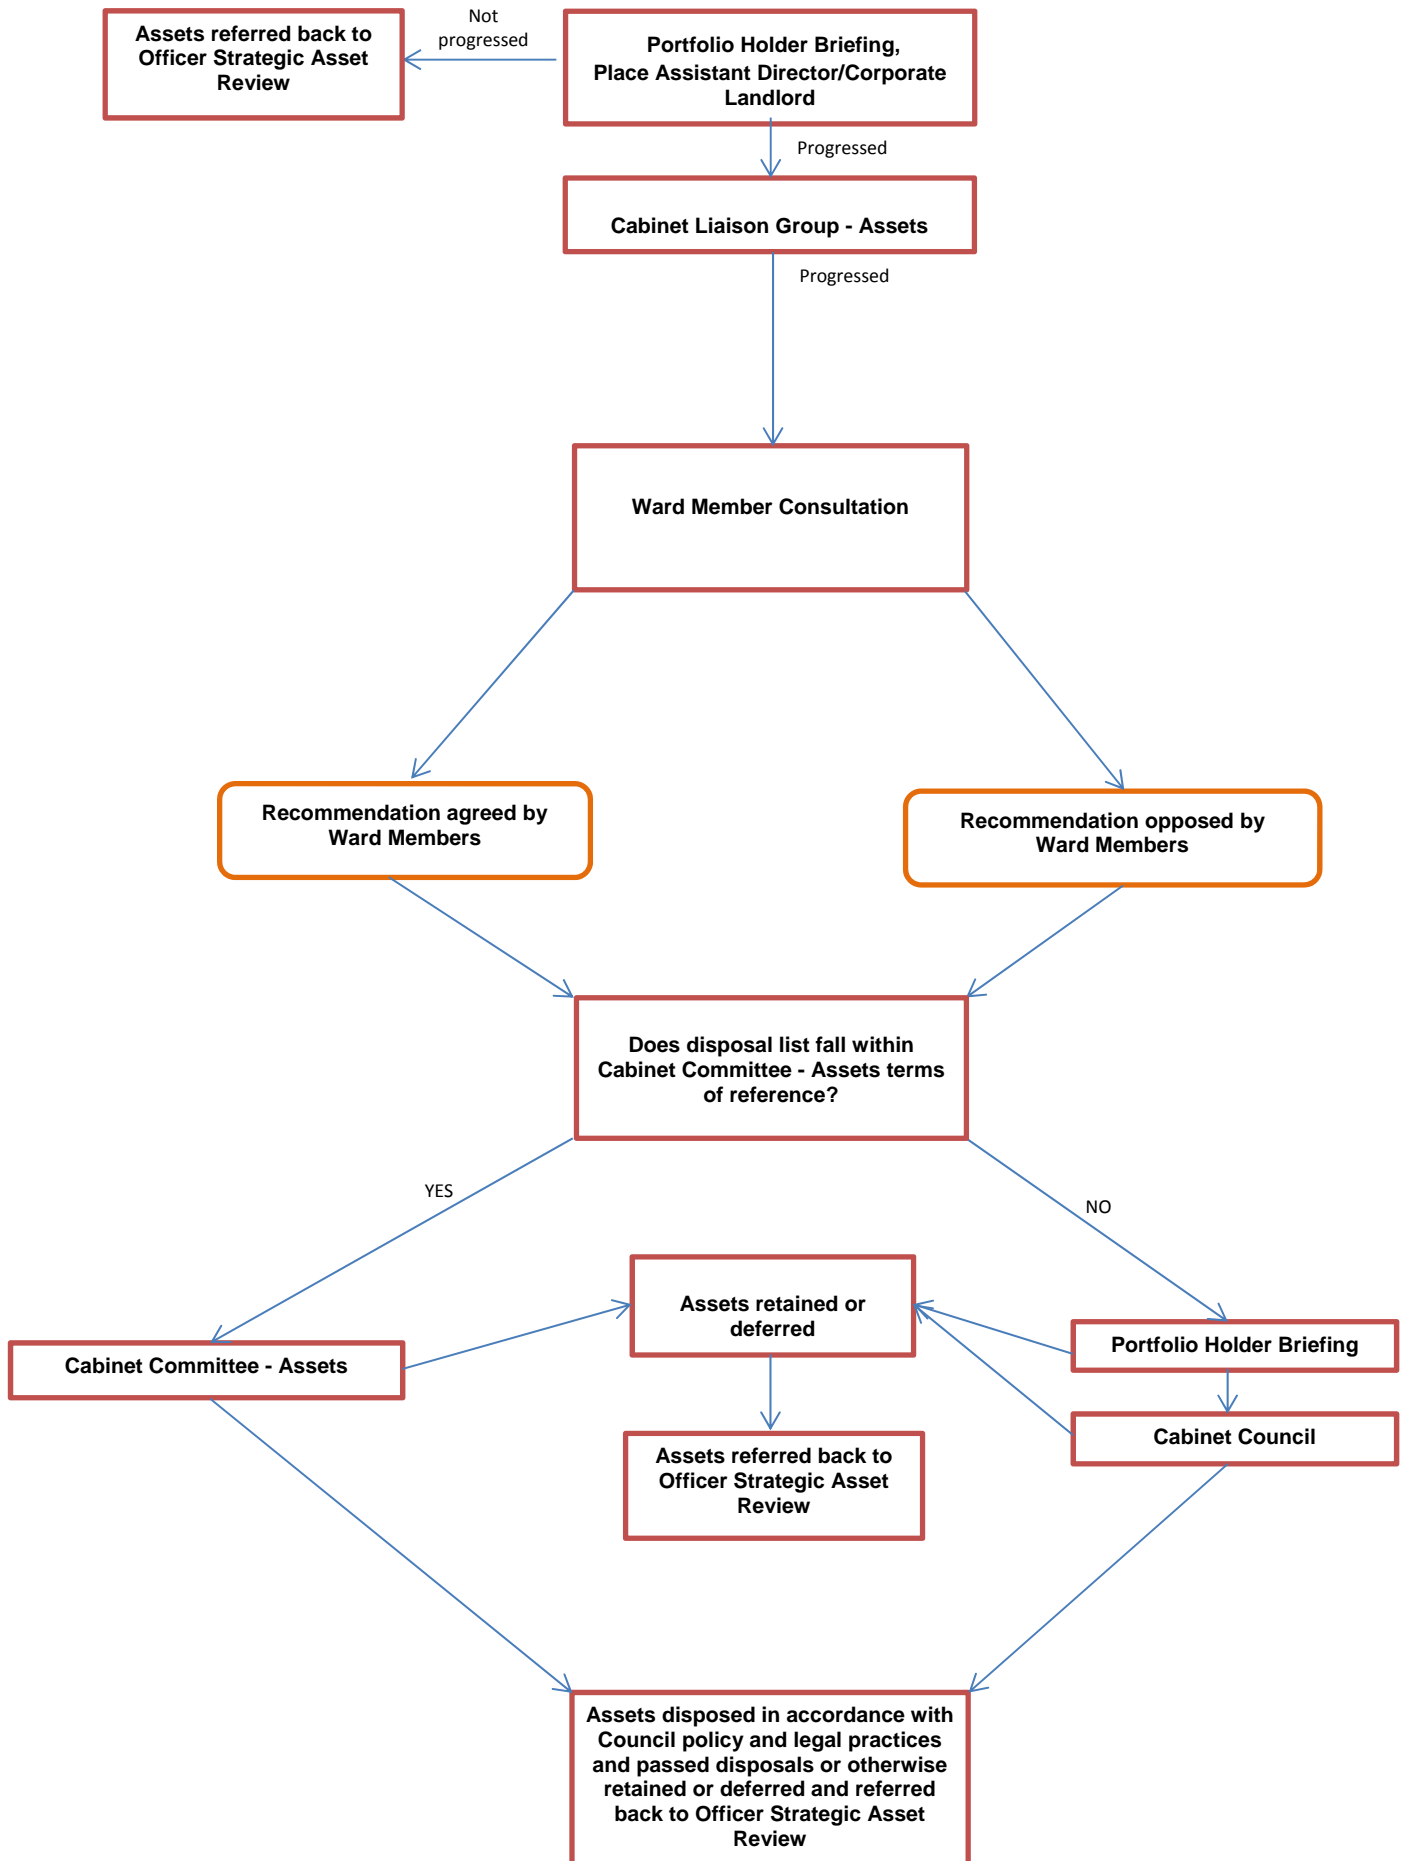 Assets referred back to
Officer Strategic Asset
Review
Not
progressed
Portfolio Holder Briefing,
Place Assistant Director/Corporate
Landlord
Progressed
Cabinet Liaison Group - Assets
Progressed
Ward Member Consultation
Recommendation agreed by
Ward Members
Recommendation opposed by
Ward Members
Does disposal list fall within
Cabinet Committee - Assets terms
of reference?
YES
NO
Assets retained or
deferred
Cabinet Committee - Assets
Portfolio Holder Briefing
Cabinet Council
Assets referred back to
Officer Strategic Asset
Review
Assets disposed in accordance with
Council policy and legal practices
and passed disposals or otherwise
retained or deferred and referred
back to Officer Strategic Asset
Review